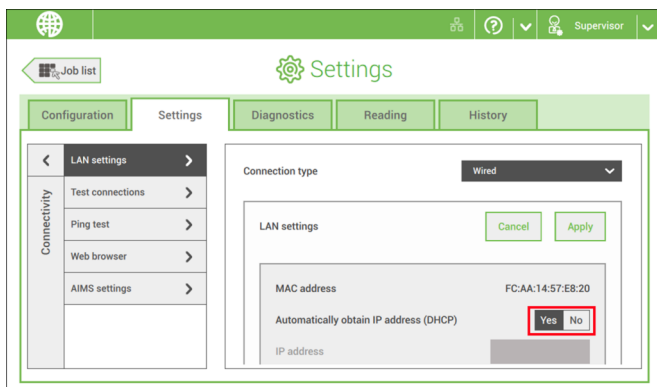 Supervisor
Job list
Settings
Configuration
Settings
Diagnostics
Reading
History
Connectivity
LAN settings
Test connections
Ping test
Web browser
AIMS settings
Connection type
Wired
LAN settings
Cancel
Apply
MAC address
FC:AA:14:57:E8:20
Automatically obtain IP address (DHCP)
Yes
No
IP address